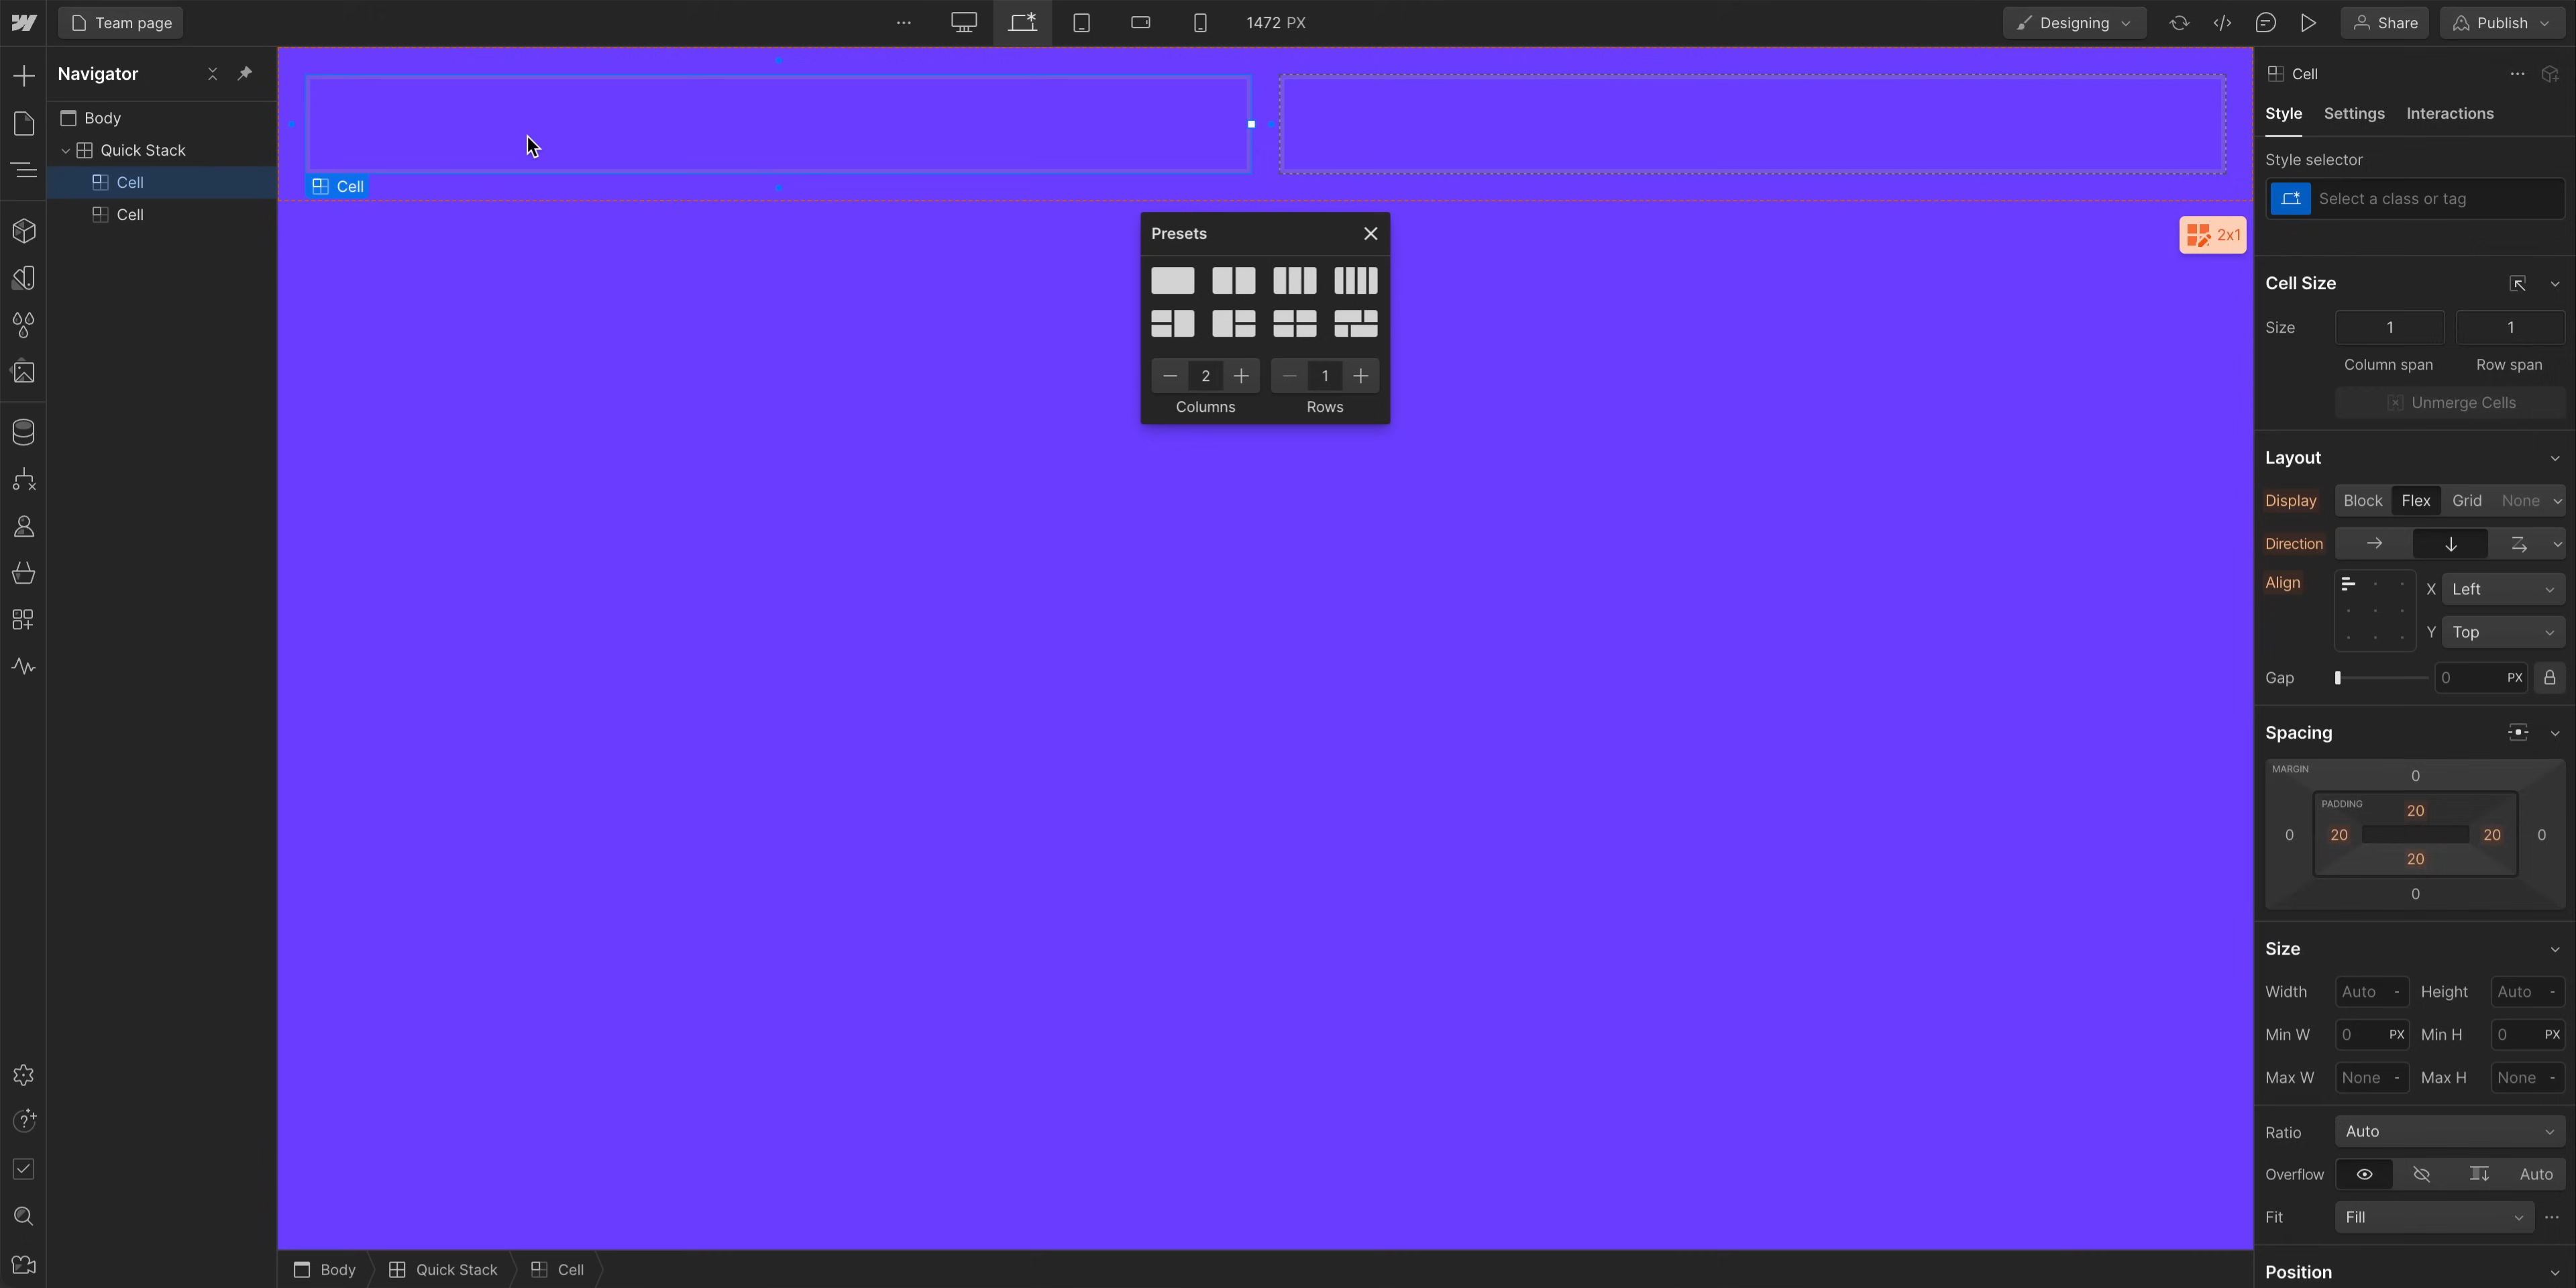 Team page
1472 PX
Designing
Share
Publish
Navigator
Body
Quick Stack
Cell
Cell
Cell
2x1
Presets
2
1
Columns
Rows
Body
Quick Stack
Cell
Cell
Style
Settings
Interactions
Style selector
Select a class or tag
Cell Size
Size
1
1
Column span
Row span
Unmerge Cells
Layout
Display
Block
Flex
Grid
None
Direction
Align
X
Left
Y
Top
Gap
0
PX
Spacing
MARGIN
0
PADDING
20
0
20
20
0
20
0
Size
Width
Auto
-
Height
Auto
-
Min W
0
PX
Min H
0
PX
Max W
None
-
Max H
None
-
Ratio
Auto
Overflow
Auto
Fit
Fill
Position